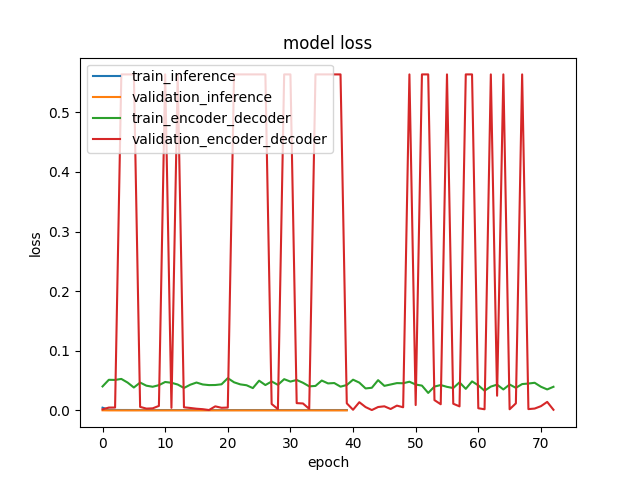 model loss
train_inference
validation_inference
train_encoder_decoder
validation_encoder_decoder
loss
0.5
0.4
0.3
0.2
0.1
0.0
0 10 20 30 40 50 60 70
epoch